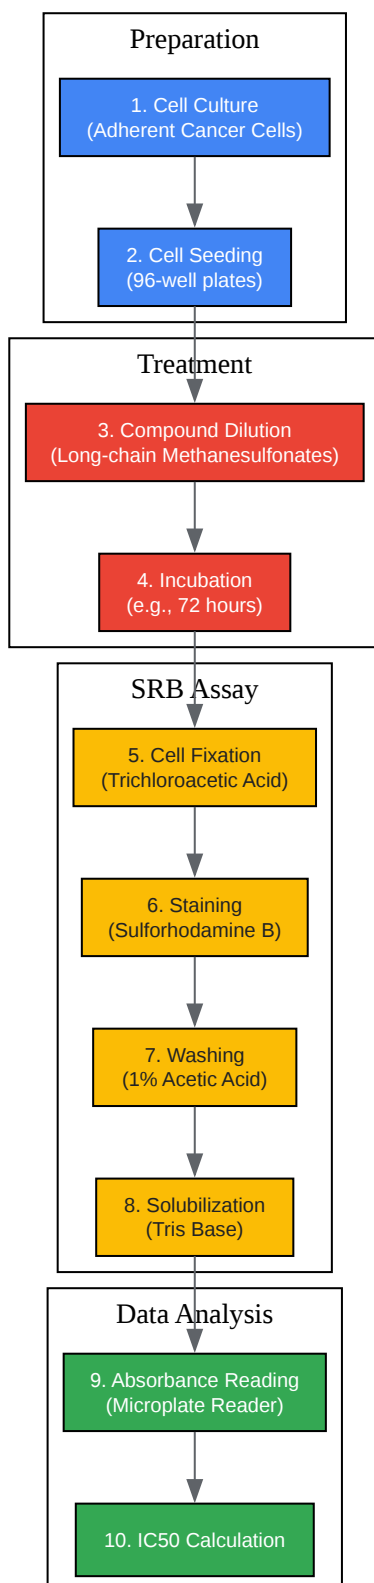 Preparation
1. Cell Culture
(Adherent Cancer Cells)
2. Cell Seeding
(96-well plates)
Treatment
3. Compound Dilution
(Long-chain Methanesulfonates)
4. Incubation
(e.g., 72 hours)
SRB Assay
5. Cell Fixation
(Trichloroacetic Acid)
6. Staining
(Sulforhodamine B)
7. Washing
(1% Acetic Acid)
8. Solubilization
(Tris Base)
Data Analysis
9. Absorbance Reading
(Microplate Reader)
10. IC50 Calculation